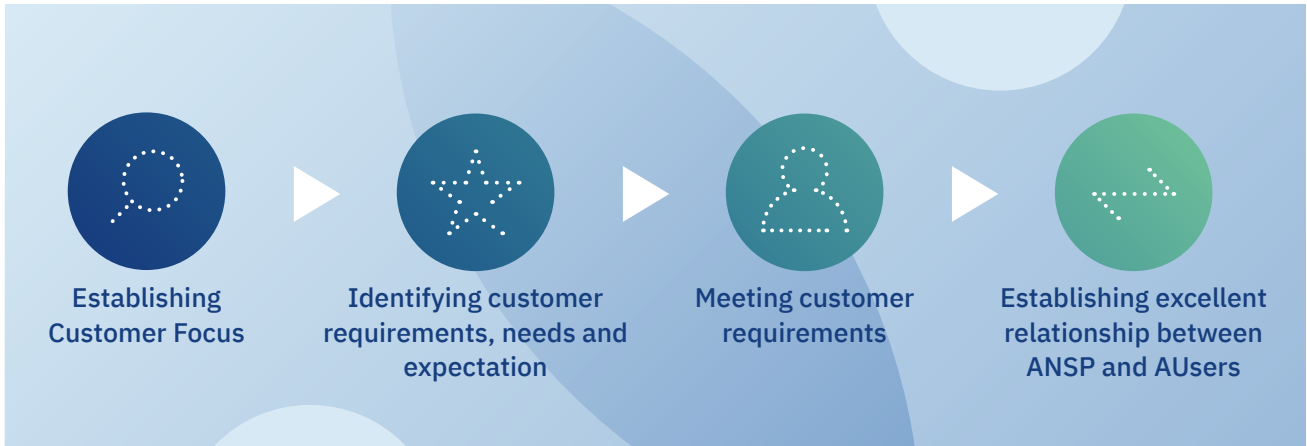 Establishing
Customer Focus
Identifying customer
requirements, needs and
expectation
Meeting customer
requirements
Establishing excellent
relationship between
ANSP and AUsers